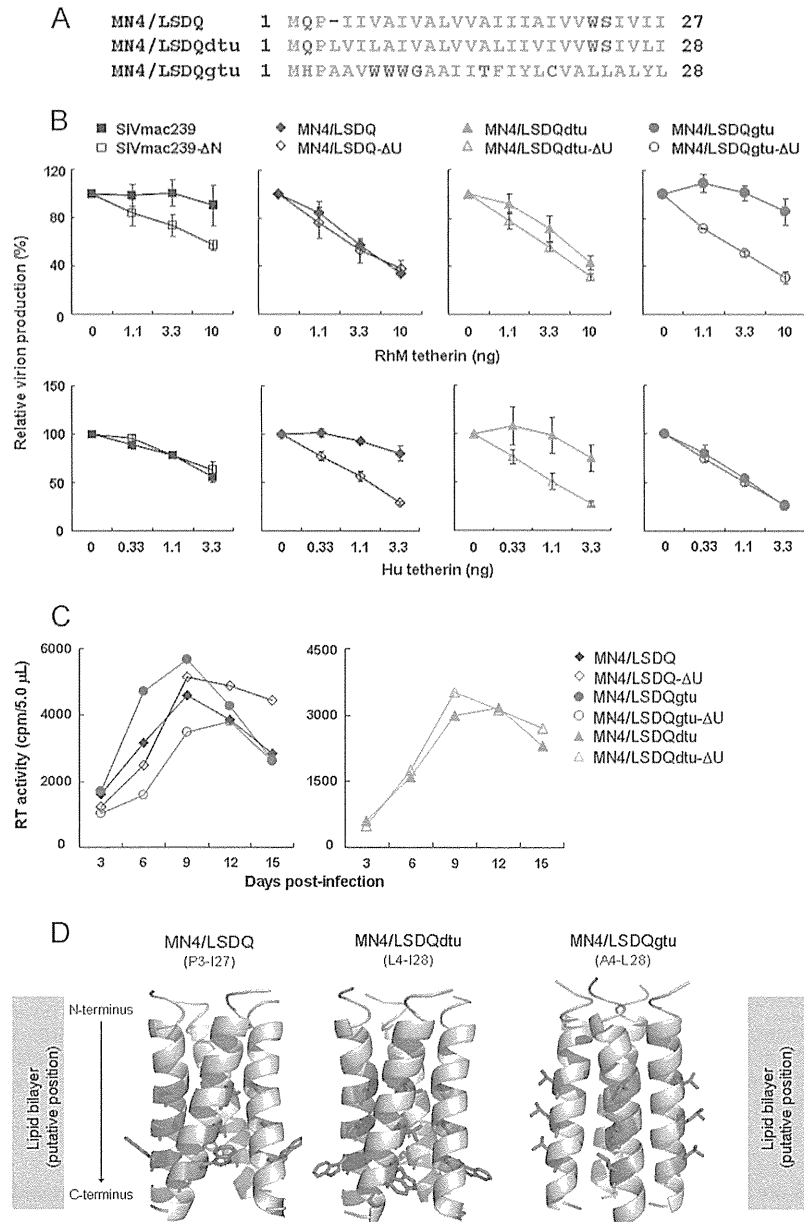 A
MN4/LSDQ 1 MQP-IIVAIVALVVAIIIAIVVWSIVII 27
MN4/LSDQdtu 1 MQPLVILAIVALVVALIIVIVVWSIVLI 28
MN4/LSDQgtu 1 MHPAAVWWWGAAIITFIYLCVALLALYL 28
B
SIVmac239
SIVmac239-ΔN
MN4/LSDQ
MN4/LSDQ-ΔU
MN4/LSDQdtu
MN4/LSDQdtu-ΔU
MN4/LSDQgtu
MN4/LSDQgtu-ΔU
Relative virion production (%)
120
80
40
0
0 1.1 3.3 10
0 1.1 3.3 10
0 1.1 3.3 10
0 1.1 3.3 10
RhM tetherin (ng)
100
75
50
0
0 0.33 1.1 3.3
0 0.33 1.1 3.3
0 0.33 1.1 3.3
0 0.33 1.1 3.3
Hu tetherin (ng)
C
RT activity (cpm/5.0 μL)
6000
4000
2000
0
3 6 9 12 15
4500
3000
1500
0
3 6 9 12 15
Days post-infection
MN4/LSDQ
MN4/LSDQ-ΔU
MN4/LSDQgtu
MN4/LSDQgtu-ΔU
MN4/LSDQdtu
MN4/LSDQdtu-ΔU
D
MN4/LSDQ
(P3-I27)
MN4/LSDQdtu
(L4-I28)
MN4/LSDQgtu
(A4-L28)
Lipid bilayer
(putative position)
N-terminus
C-terminus
Lipid bilayer
(putative position)